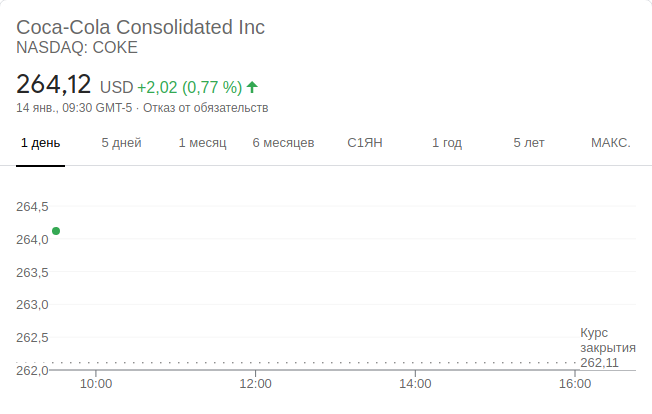 Coca-Cola Consolidated Inc
NASDAQ: COKE
264,12 USD +2,02 (0,77 %)
14 янв., 09:30 GMT-5 · Отказ от обязательств
1 день 5 дней 1 месяц 6 месяцев С1ЯН 1 год 5 лет МАКС.
264,5
264,0
263,5
263,0
262,5
Курс
закрытия
262,11
262,0
10:00 12:00 14:00 16:00